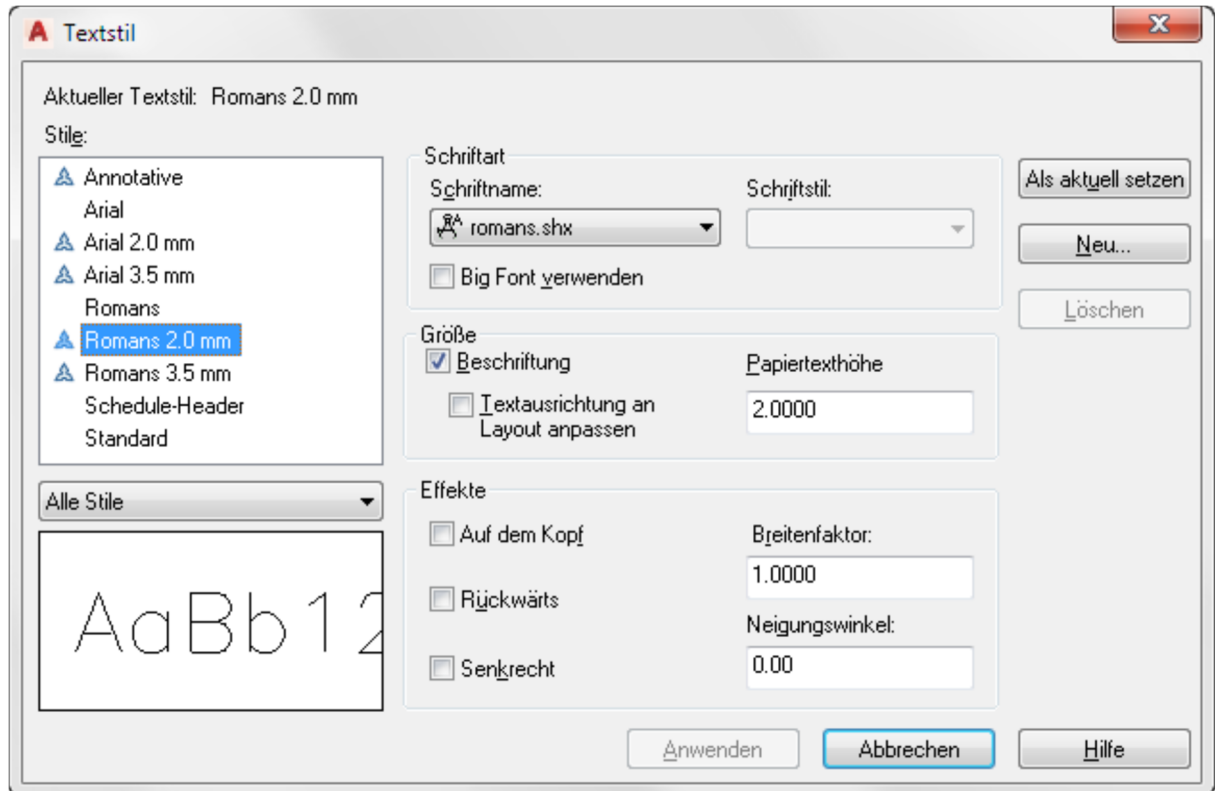 Textstil
Aktueller Textstil: Romans 2.0 mm
Stile:
Annotative
Arial
Arial 2.0 mm
Arial 3.5 mm
Romans
Romans 2.0 mm
Romans 3.5 mm
Schedule-Header
Standard
Alle Stile
AaBb12
Schriftart
Schriftname:
Schriftstil:
romans.shx
Big Font verwenden
Größe
Beschriftung
Papiertexthöhe
Textausrichtung an
Layout anpassen
2.0000
Effekte
Auf dem Kopf
Breitenfaktor:
1.0000
Rückwärts
Neigungswinkel:
Senkrecht
0.00
Als aktuell setzen
Neu...
Löschen
Anwenden
Abbrechen
Hilfe